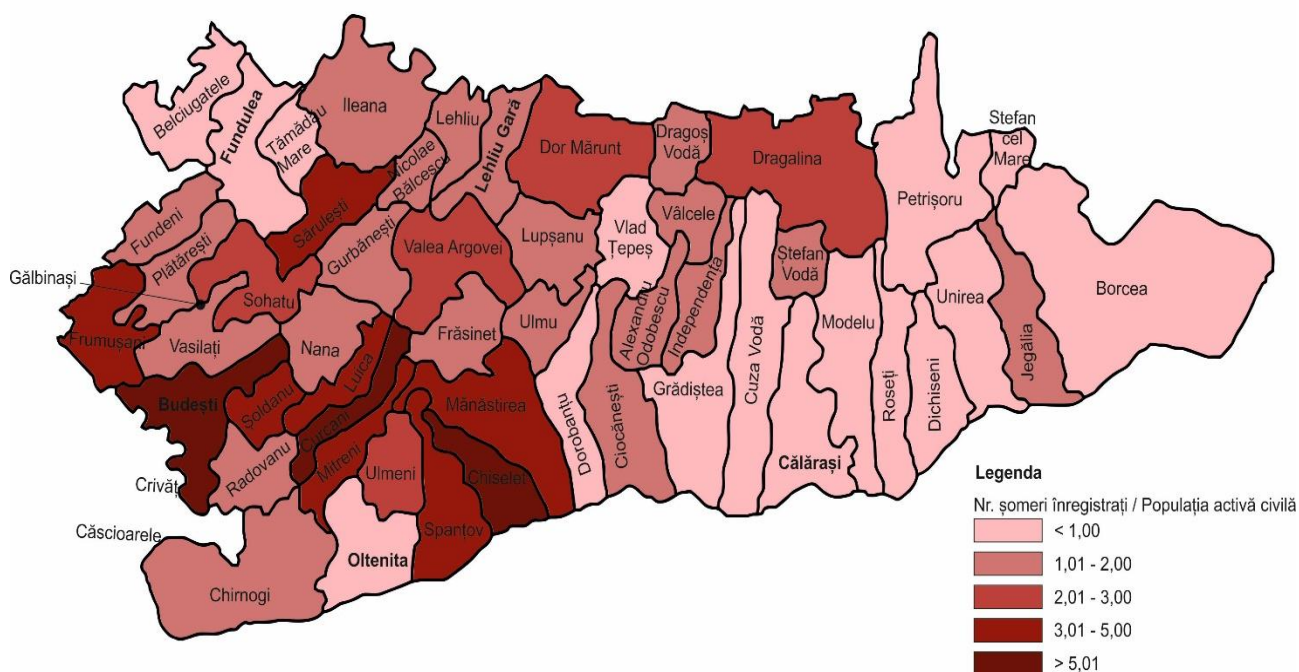 Belciugatele
Fundulea
Tămădău
Mare
Ileana
Lehliu
Lehliu Gară
Nicolae
Bălcescu
Dor Mărunt
Dragoș
Vodă
Dragalina
Petrișoru
Ștefan
cel
Mare
Borcea
Fundeni
Plătărești
Gălbinași
Sărulești
Gurbănești
Valea Argovei
Lupșanu
Vlad
Țepeș
Vâlcele
Ștefan
Vodă
Unirea
Jegălia
Frumușani
Sohatu
Vasilați
Nana
Frăsinet
Ulmu
Alexandru
Odobescu
Independența
Cuza Vodă
Modelu
Roseți
Dichiseni
Budești
Șoldanu
Luica
Curcani
Mânăstirea
Dorobanțu
Ciocănești
Grădiștea
Călărași
Crivăț
Radovanu
Mitreni
Ulmeni
Chiselet
Spanțov
Căscioarele
Chirnogi
Oltenita
Legenda
Nr. șomeri înregistrați / Populația activă civilă
< 1,00
1,01 - 2,00
2,01 - 3,00
3,01 - 5,00
> 5,01